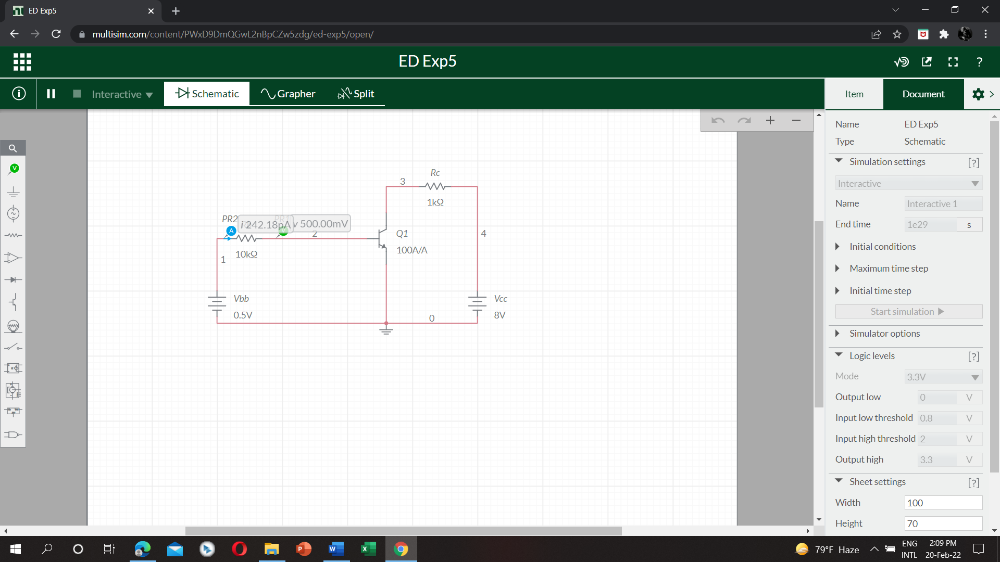 ED Exp5
multisim.com/content/PWxD9DmQGwL2nBpCZw5zdg/ed-exp5/open/
ED Exp5
?
Interactive
Schematic
Grapher
Split
Item
Document
Name ED Exp5
Type Schematic
Simulation settings [?]
Interactive
Name Interactive 1
End time 1e29 s
Initial conditions
Maximum time step
Initial time step
Start simulation
Simulator options
Logic levels [?]
Mode 3.3V
Output low 0 V
Input low threshold 0.8 V
Input high threshold 2 V
Output high 3.3 V
Sheet settings [?]
Width 100
Height 70
V
Rc
3
1kΩ
PR2
PR1
A
i 242.18pA
v 500.00mV
2
Q1
4
100A/A
10kΩ
1
Vbb
0.5V
Vcc
8V
0
79°F Haze
ENG
INTL
2:09 PM
20-Feb-22